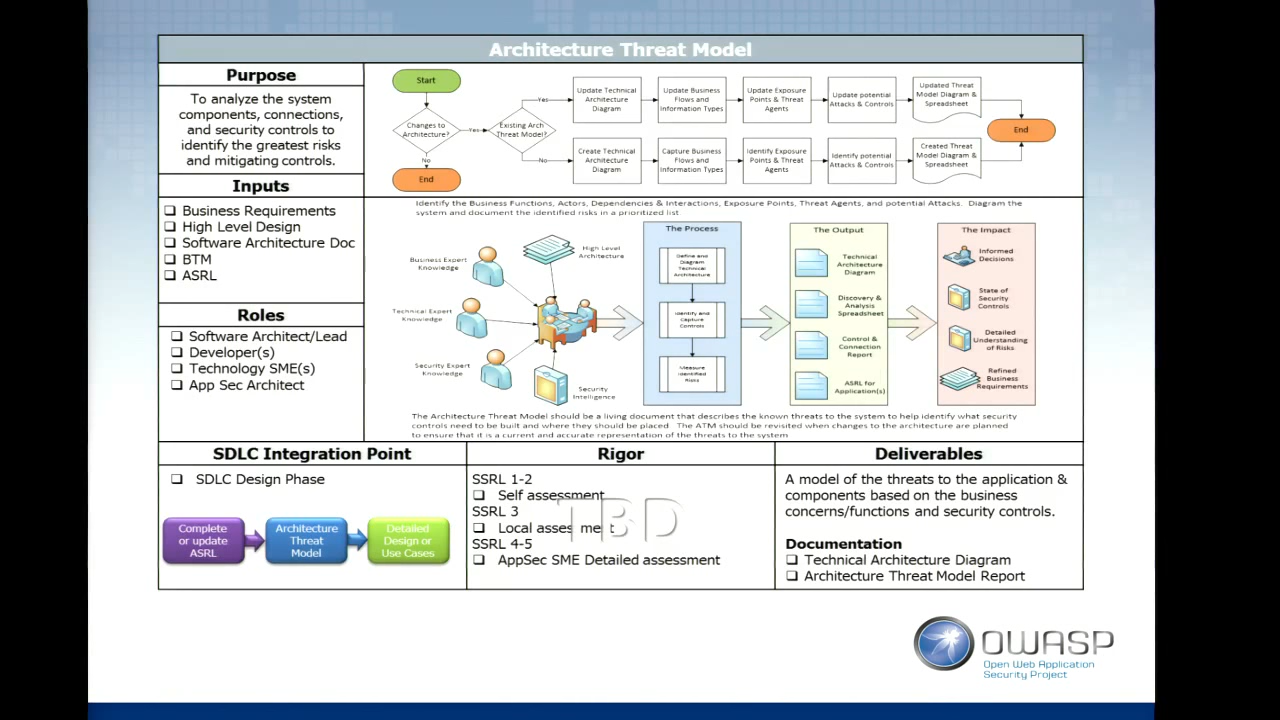 Architecture Threat Model
Purpose
To analyze the system
components, connections,
and security controls to
identify the greatest risks
and mitigating controls.
Inputs
Business Requirements
High Level Design
Software Architecture Doc
BTM
ASRL
Roles
Software Architect/Lead
Developer(s)
Technology SME(s)
App Sec Architect
Start
Changes to
Architecture?
No
End
Yes
Existing Arch
Threat Model?
Yes
No
Update Technical
Architecture
Diagram
Update Business
Flows and
Information Types
Update Exposure
Points & Threat
Agents
Update potential
Attacks & Controls
Updated Threat
Model Diagram &
Spreadsheet
Create Technical
Architecture
Diagram
Capture Business
Flows and
Information Types
Identify Exposure
Points & Threat
Agents
Identify potential
Attacks & Controls
Created Threat
Model Diagram &
Spreadsheet
End
Identify the Business Functions, Actors, Dependencies & Interactions, Exposure Points, Threat Agents, and potential Attacks. Diagram the
system and document the identified risks in a prioritized list
Business Expert
Knowledge
Technical Expert
Knowledge
Security Expert
Knowledge
High Level
Architecture
Security
Intelligence
The Process
Define and
Diagram
Technical
Architecture
Identify and
Capture
Controls
Measure
Identified
Risks
The Output
Technical
Architecture
Diagram
Discovery &
Analysis
Spreadsheet
Control &
Connection
Report
ASRL for
Application(s)
The Impact
Informed
Decisions
State of
Security
Controls
Detailed
Understanding
of Risks
Refined
Business
Requirements
The Architecture Threat Model should be a living document that describes the known threats to the system to help identify what security
controls need to be built and where they should be placed The ATM should be revisited when changes to the architecture are planned
to ensure that it is a current and accurate representation of the threats to the system
SDLC Integration Point
SDLC Design Phase
Complete
or update
ASRL
Architecture
Threat
Model
Detailed
Design or
Use Cases
Rigor
SSRL 1-2
Self assessment
SSRL 3
Local assessment
SSRL 4-5
AppSec SME Detailed assessment
TBD
Deliverables
A model of the threats to the application &
components based on the business
concerns/functions and security controls.
Documentation
Technical Architecture Diagram
Architecture Threat Model Report
OWASP
Open Web Application
Security Project